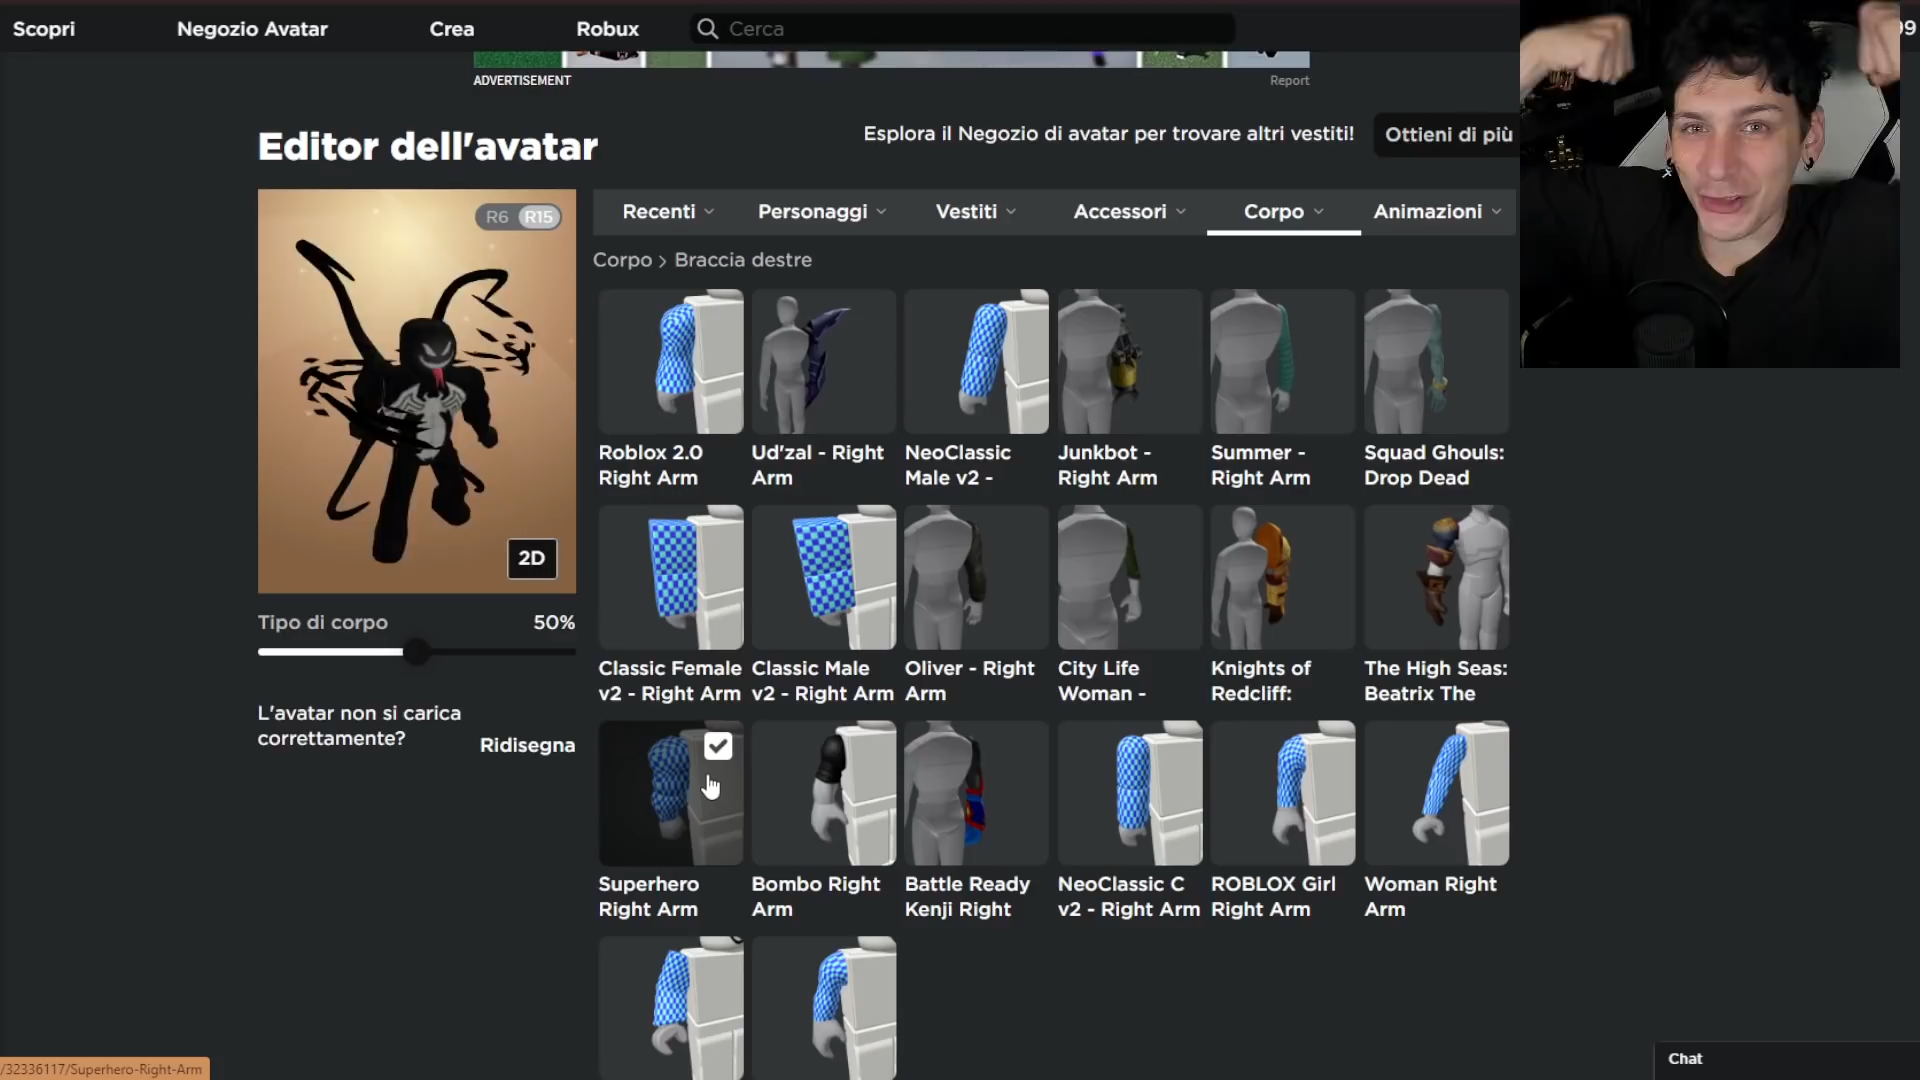 Scopri
Negozio Avatar
Crea
Robux
Cerca
99
ADVERTISEMENT
Report
Editor dell'avatar
Esplora il Negozio di avatar per trovare altri vestiti!
Ottieni di più
R6 R15
2D
Tipo di corpo
50%
L'avatar non si carica
correttamente?
Ridisegna
Recenti
Personaggi
Vestiti
Accessori
Corpo
Animazioni
Corpo > Braccia destre
Roblox 2.0
Right Arm
Ud'zal - Right
Arm
NeoClassic
Male v2 -
Junkbot -
Right Arm
Summer -
Right Arm
Squad Ghouls:
Drop Dead
Classic Female
v2 - Right Arm
Classic Male
v2 - Right Arm
Oliver - Right
Arm
City Life
Woman -
Knights of
Redcliff:
The High Seas:
Beatrix The
Superhero
Right Arm
Bombo Right
Arm
Battle Ready
Kenji Right
NeoClassic C
v2 - Right Arm
ROBLOX Girl
Right Arm
Woman Right
Arm
/32336117/Superhero-Right-Arm
Chat